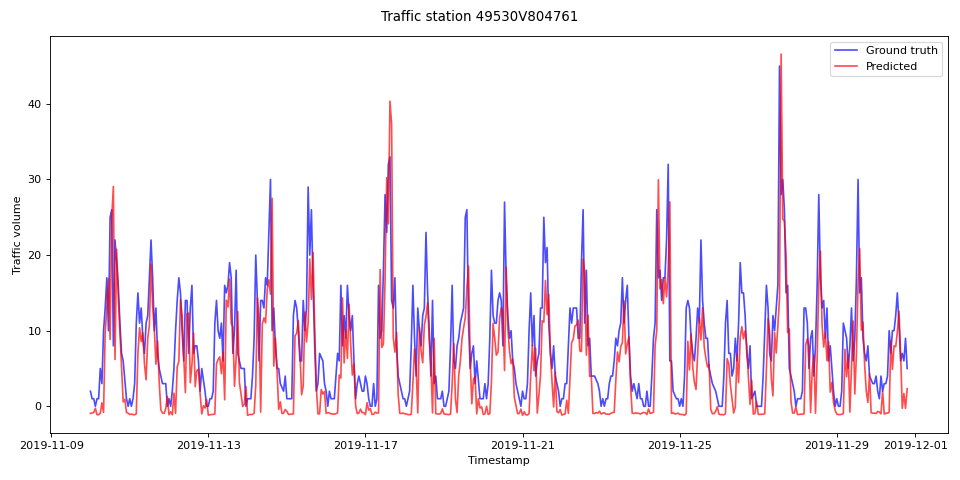 Traffic station 49530V804761
Ground truth
Predicted
Traffic volume
40
30
20
10
0
2019-11-09
2019-11-13
2019-11-17
2019-11-21
2019-11-25
2019-11-29
2019-12-01
Timestamp